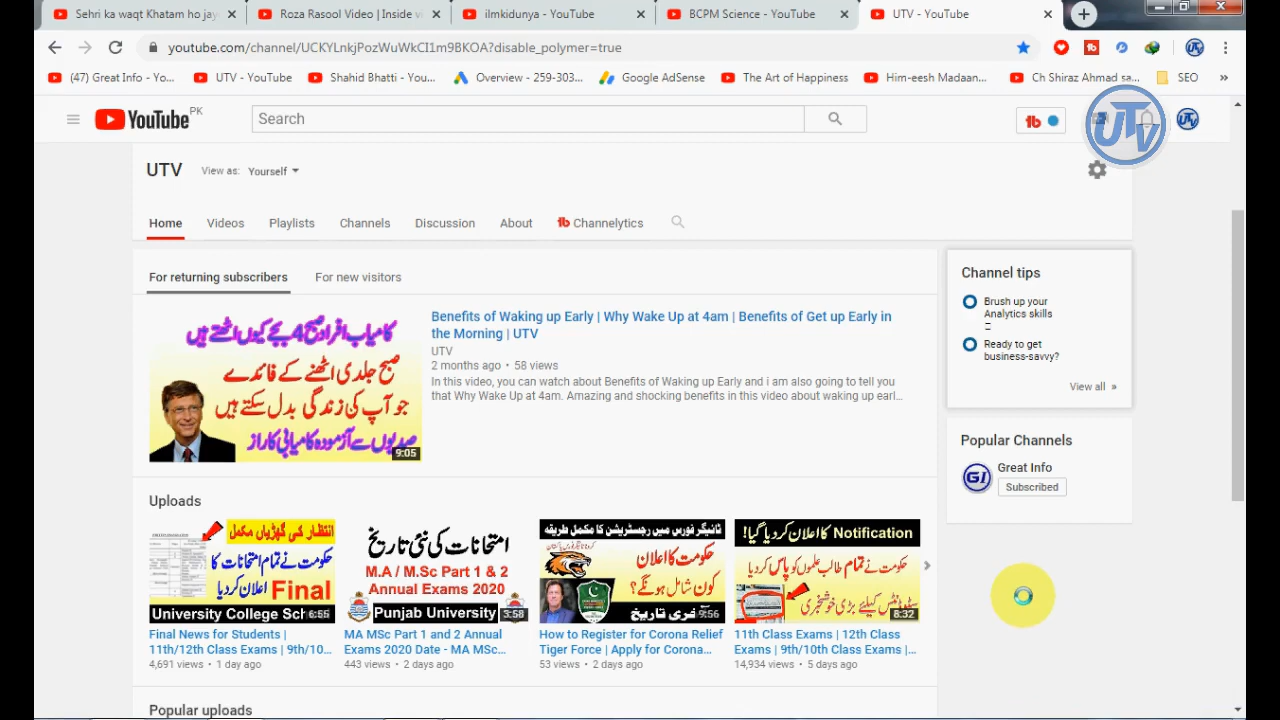 Sehri ka waqt Khatam ho jay
Roza Rasool Video | Inside v
ilmkidunya - YouTube
BCPM Science - YouTube
UTV - YouTube
youtube.com/channel/UCKYLnkjPozWuWkCI1m9BKOA?disable_polymer=true
(47) Great Info - Yo...
UTV - YouTube
Shahid Bhatti - You...
Overview - 259-303...
Google AdSense
The Art of Happiness
Him-eesh Madaan...
Ch Shiraz Ahmad sa...
SEO
YouTube PK
Search
UTV
UTV
View as: Yourself
Home
Videos
Playlists
Channels
Discussion
About
Channelytics
For returning subscribers
For new visitors
کامیاب افراد صبح 4 بجے کیوں اٹھتے ہیں
صبح جلدی اٹھنے کے فائدے
جو آپ کی زندگی بدل سکتے ہیں
صدیوں سے آزمودہ کامیابی کا راز
9:05
Benefits of Waking up Early | Why Wake Up at 4am | Benefits of Get up Early in
the Morning | UTV
UTV
2 months ago • 58 views
In this video, you can watch about Benefits of Waking up Early and i am also going to tell you
that Why Wake Up at 4am. Amazing and shocking benefits in this video about waking up earl...
Channel tips
Brush up your
Analytics skills
Ready to get
business-savvy?
View all »
Popular Channels
GI
Great Info
Subscribed
Uploads
انتظار کی گھڑیاں مکمل
حکومت نے تمام امتحانات کا
اعلان کردیا Final
University College Sch
6:55
Final News for Students |
11th/12th Class Exams | 9th/10...
4,691 views • 1 day ago
امتحانات کی نئی تاریخ
M.A / M.Sc Part 1 & 2
Annual Exams 2020
Punjab University
3:58
MA MSc Part 1 and 2 Annual
Exams 2020 Date - MA MSc...
443 views • 2 days ago
ٹائیگر فورس میں رجسٹریشن کا مکمل طریقہ
حکومت کا اعلان
کون شامل ہونگے؟
آخری تاریخ
9:56
How to Register for Corona Relief
Tiger Force | Apply for Corona...
53 views • 2 days ago
Notification کا اعلان کردیا گیا!
حکومت نے تمام طالب علموں کو پاس کردیا
سٹوڈنٹس کیلئے بڑی خوشخبری
8:32
11th Class Exams | 12th Class
Exams | 9th/10th Class Exams |...
14,934 views • 5 days ago
Popular uploads